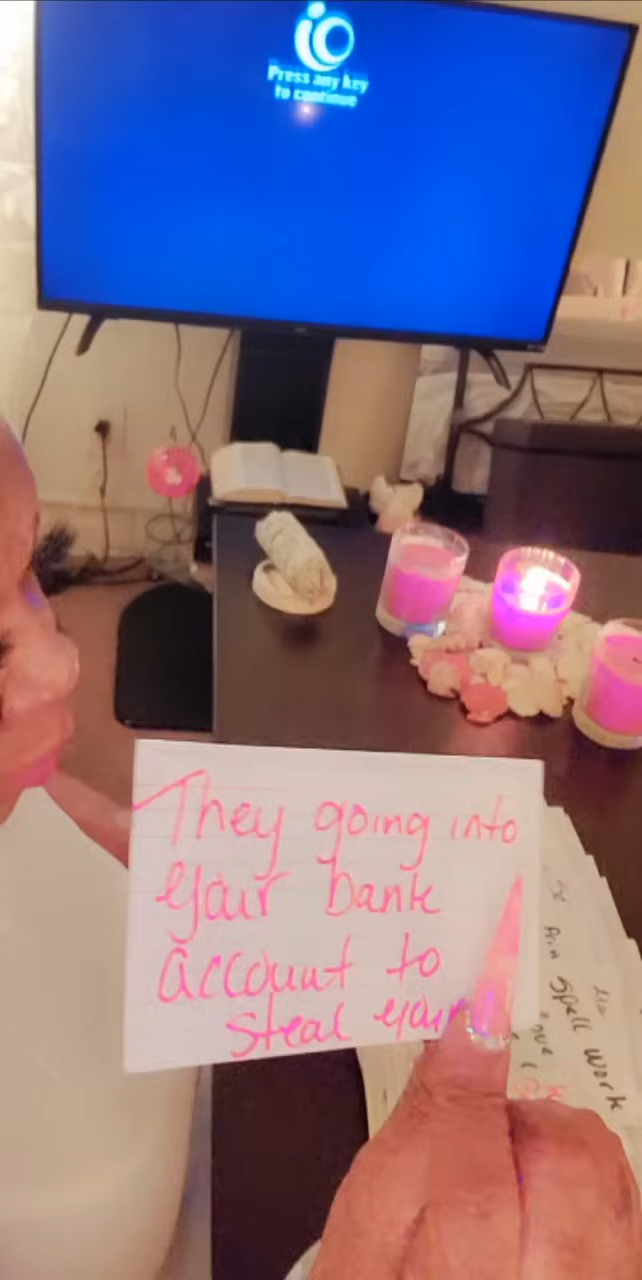 Press any key
to continue
They going into
your bank
account to
steal your
Spell work